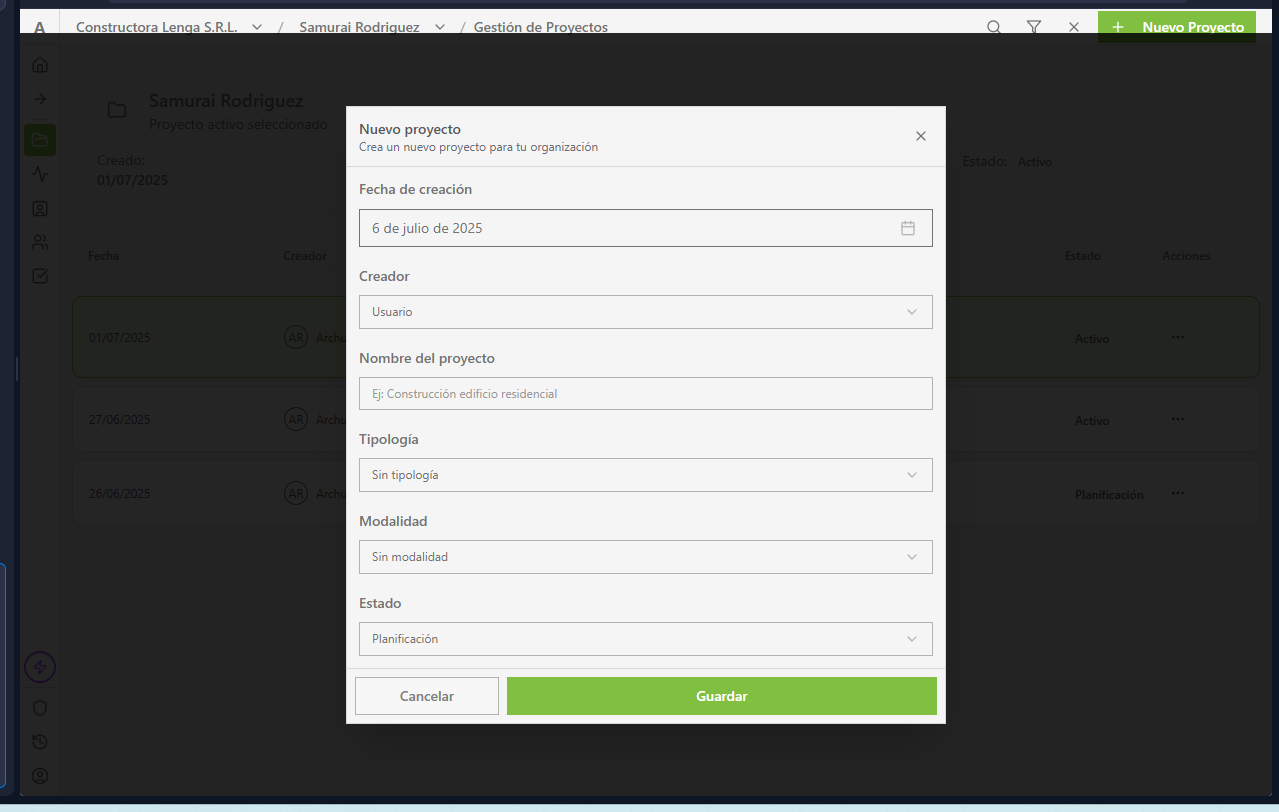 A Constructora Lenga S.R.L. / Samurai Rodriguez / Gestión de Proyectos + Nuevo Proyecto
Samurai Rodriguez
Proyecto activo seleccionado
Creado:
01/07/2025
Estado: Activo
Nuevo proyecto
Crea un nuevo proyecto para tu organización
Fecha de creación
6 de julio de 2025
Creador
Usuario
Nombre del proyecto
Ej: Construcción edificio residencial
Tipología
Sin tipología
Modalidad
Sin modalidad
Estado
Planificación
Cancelar
Guardar
Fecha Creador Estado Acciones
01/07/2025 AR Archu Activo ...
27/06/2025 AR Archu Activo ...
26/06/2025 AR Archu Planificación ...